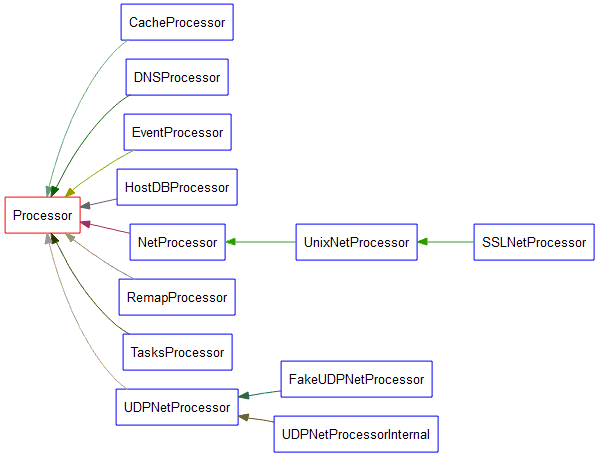 CacheProcessor
DNSProcessor
EventProcessor
HostDBProcessor
Processor
NetProcessor
UnixNetProcessor
SSLNetProcessor
RemapProcessor
TasksProcessor
FakeUDPNetProcessor
UDPNetProcessor
UDPNetProcessorInternal